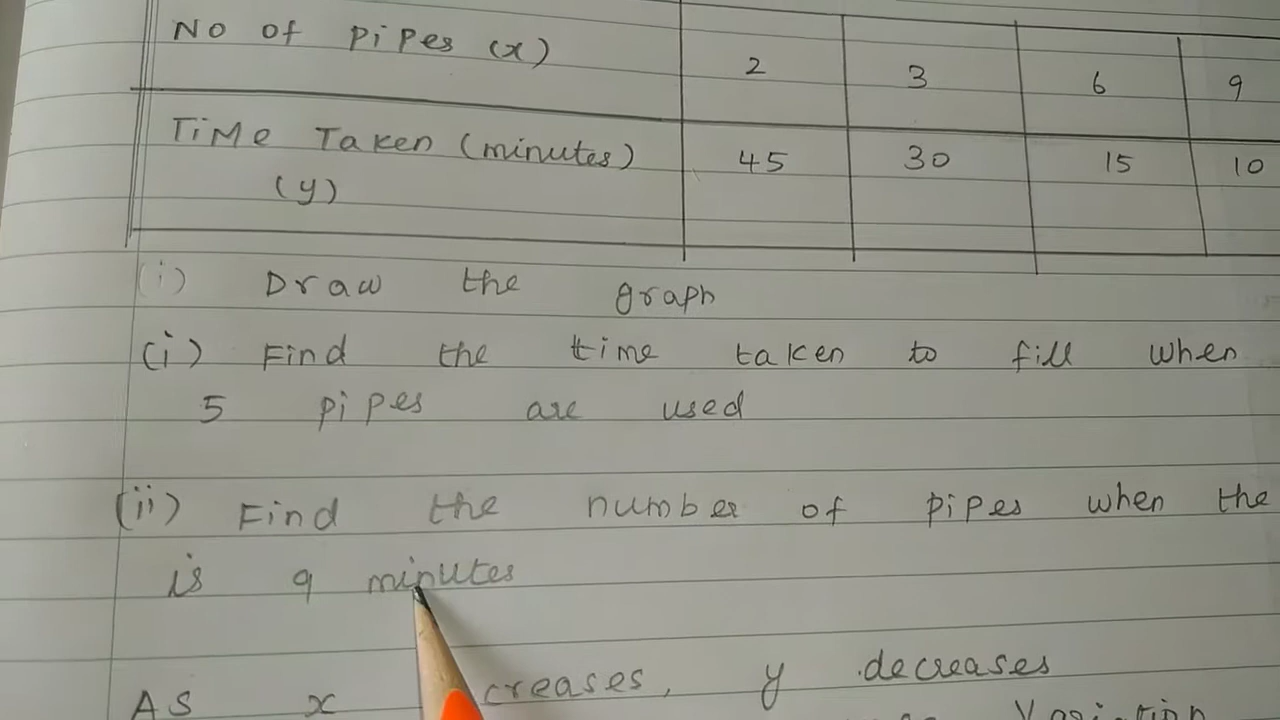 No of pipes (x) 2 3 6 9
Time Taken (minutes) 45 30 15 10
(y)
(i) Draw the graph
(i) Find the time taken to fill when
5 pipes are used
(ii) Find the number of pipes when the
is 9 minutes
As x creases, y decreases
Variation